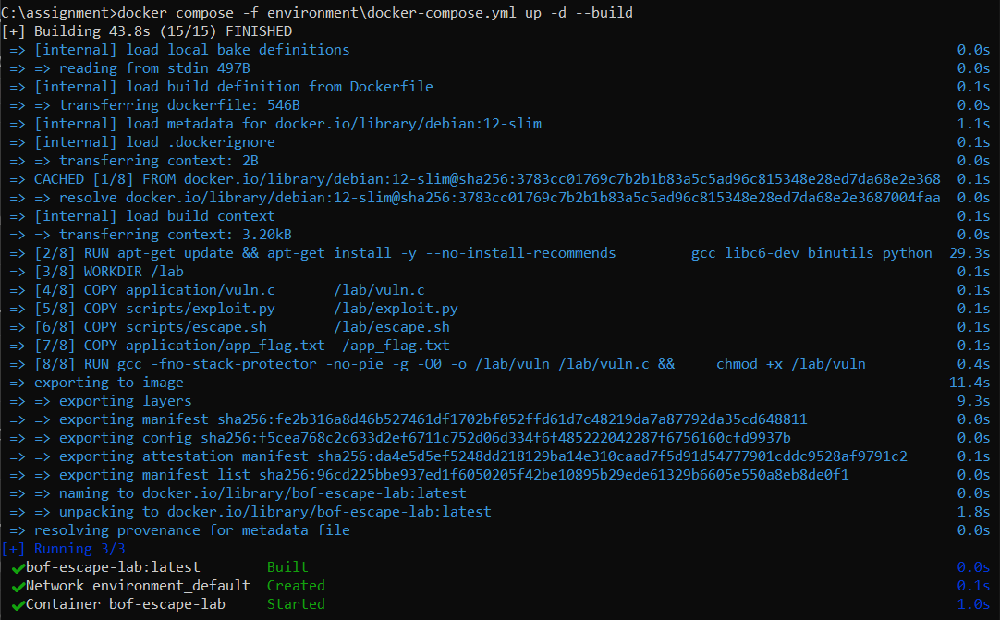 C:\assignment>docker compose -f environment\docker-compose.yml up -d --build
[+] Building 43.8s (15/15) FINISHED
=> [internal] load local bake definitions 0.0s
=> => reading from stdin 497B 0.0s
=> [internal] load build definition from Dockerfile 0.1s
=> => transferring dockerfile: 546B 0.0s
=> [internal] load metadata for docker.io/library/debian:12-slim 1.1s
=> [internal] load .dockerignore 0.1s
=> => transferring context: 2B 0.0s
=> CACHED [1/8] FROM docker.io/library/debian:12-slim@sha256:3783cc01769c7b2b1b83a5c5ad96c815348e28ed7da68e2e368 0.1s
=> => resolve docker.io/library/debian:12-slim@sha256:3783cc01769c7b2b1b83a5c5ad96c815348e28ed7da68e2e3687004faa 0.0s
=> [internal] load build context 0.1s
=> => transferring context: 3.20kB 0.0s
=> [2/8] RUN apt-get update && apt-get install -y --no-install-recommends gcc libc6-dev binutils python 29.3s
=> [3/8] WORKDIR /lab 0.1s
=> [4/8] COPY application/vuln.c /lab/vuln.c 0.1s
=> [5/8] COPY scripts/exploit.py /lab/exploit.py 0.1s
=> [6/8] COPY scripts/escape.sh /lab/escape.sh 0.1s
=> [7/8] COPY application/app_flag.txt /app_flag.txt 0.1s
=> [8/8] RUN gcc -fno-stack-protector -no-pie -g -O0 -o /lab/vuln /lab/vuln.c && chmod +x /lab/vuln 0.4s
=> exporting to image 11.4s
=> => exporting layers 9.3s
=> => exporting manifest sha256:fe2b316a8d46b527461df1702bf052ffd61d7c48219da7a87792da35cd648811 0.0s
=> => exporting config sha256:f5cea768c2c633d2ef6711c752d06d334f6f485222042287f6756160cfd9937b 0.0s
=> => exporting attestation manifest sha256:da4e5d5ef5248dd218129ba14e310caad7f5d91d54777901cddc9528af9791c2 0.1s
=> => exporting manifest list sha256:96cd225bbe937ed1f6050205f42be10895b29ede61329b6605e550a8eb8de0f1 0.0s
=> => naming to docker.io/library/bof-escape-lab:latest 0.0s
=> => unpacking to docker.io/library/bof-escape-lab:latest 1.8s
=> resolving provenance for metadata file 0.0s
[+] Running 3/3
✔bof-escape-lab:latest Built 0.0s
✔Network environment_default Created 0.1s
✔Container bof-escape-lab Started 1.0s